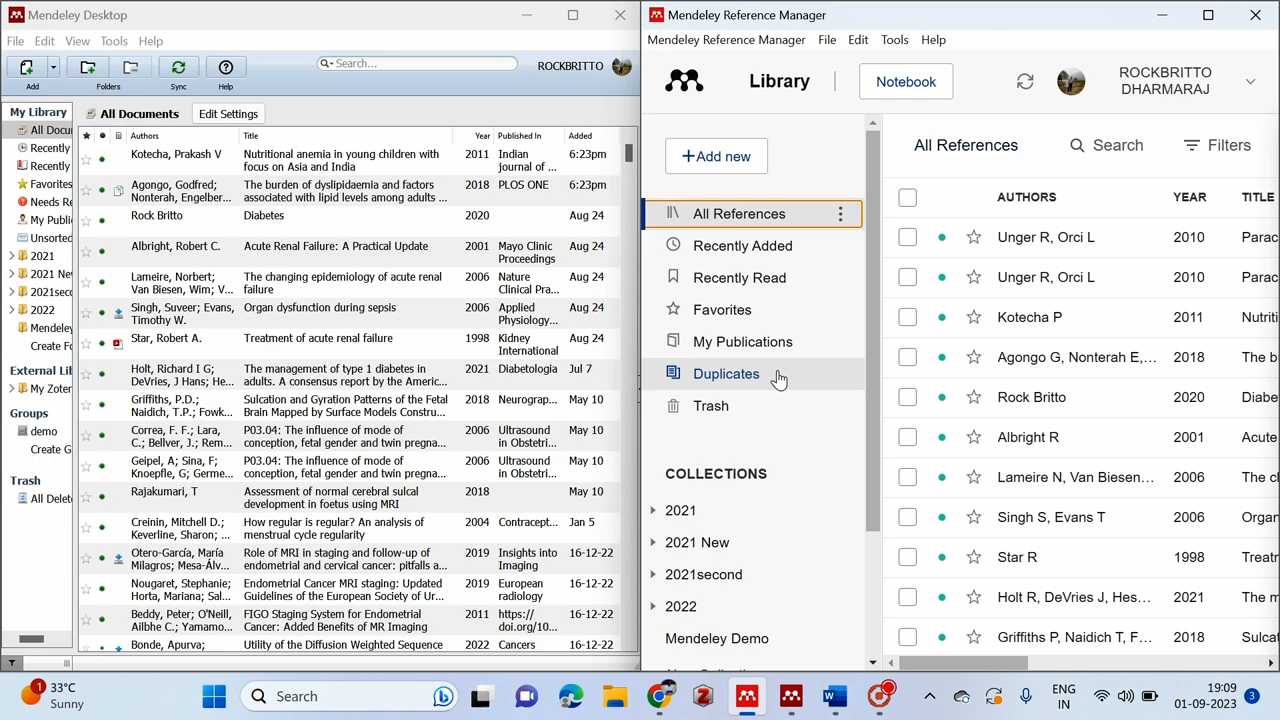 Mendeley Desktop
File Edit View Tools Help
Search...
ROCKBRITTO
Add
Folders
Sync
Help
My Library
All Documents
Edit Settings
Authors Title Year Published In Added
All Docu
Recently
Recently
Favorites
Needs R
My Publi
Unsorted
2021
2021 Ne
2021seco
2022
Mendele
Create Fo
External Lib
My Zoter
Groups
demo
Create G
Trash
All Delet
Kotecha, Prakash V
Nutritional anemia in young children with
focus on Asia and India
2011
Indian
journal of ...
6:23pm
Agongo, Godfred;
Nonterah, Engelber...
The burden of dyslipidaemia and factors
associated with lipid levels among adults ...
2018
PLOS ONE
6:23pm
Rock Britto
Diabetes
2020
Aug 24
Albright, Robert C.
Acute Renal Failure: A Practical Update
2001
Mayo Clinic
Proceedings
Aug 24
Lameire, Norbert;
Van Biesen, Wim; V...
The changing epidemiology of acute renal
failure
2006
Nature
Clinical Pra...
Aug 24
Singh, Suveer; Evans,
Timothy W.
Organ dysfunction during sepsis
2006
Applied
Physiology...
Aug 24
Star, Robert A.
Treatment of acute renal failure
1998
Kidney
International
Aug 24
Holt, Richard I G;
DeVries, J Hans; He...
The management of type 1 diabetes in
adults. A consensus report by the Americ...
2021
Diabetologia
Jul 7
Griffiths, P.D.;
Naidich, T.P.; Fowk...
Sulcation and Gyration Patterns of the Fetal
Brain Mapped by Surface Models Constru...
2018
Neurograp...
May 10
Correa, F. F.; Lara,
C.; Bellver, J.; Rem...
P03.04: The influence of mode of
conception, fetal gender and twin pregna...
2006
Ultrasound
in Obstetri...
May 10
Geipel, A; Sina, F;
Knoepfle, G; Germe...
P03.04: The influence of mode of
conception, fetal gender and twin pregna...
2006
Ultrasound
in Obstetri...
May 10
Rajakumari, T
Assessment of normal cerebral sulcal
development in foetus using MRI
2018
May 10
Creinin, Mitchell D.;
Keverline, Sharon; ...
How regular is regular? An analysis of
menstrual cycle regularity
2004
Contracept...
Jan 5
Otero-García, María
Milagros; Mesa-Álv...
Role of MRI in staging and follow-up of
endometrial and cervical cancer: pitfalls a...
2019
Insights into
Imaging
16-12-22
Nougaret, Stephanie;
Horta, Mariana; Sal...
Endometrial Cancer MRI staging: Updated
Guidelines of the European Society of Ur...
2019
European
radiology
16-12-22
Beddy, Peter; O'Neill,
Ailbhe C.; Yamamo...
FIGO Staging System for Endometrial
Cancer: Added Benefits of MR Imaging
2011
https://
doi.org/10...
16-12-22
Bonde, Apurva;
Utility of the Diffusion Weighted Sequence
2022
Cancers
16-12-22
Mendeley Reference Manager
Mendeley Reference Manager File Edit Tools Help
Library
Notebook
ROCKBRITTO
DHARMARAJ
+Add new
All References
Recently Added
Recently Read
Favorites
My Publications
Duplicates
Trash
COLLECTIONS
2021
2021 New
2021second
2022
Mendeley Demo
All References
Search
Filters
AUTHORS YEAR TITLE
Unger R, Orci L 2010 Parac
Unger R, Orci L 2010 Parac
Kotecha P 2011 Nutriti
Agongo G, Nonterah E,... 2018 The b
Rock Britto 2020 Diabe
Albright R 2001 Acute
Lameire N, Van Biesen... 2006 The c
Singh S, Evans T 2006 Organ
Star R 1998 Treatr
Holt R, DeVries J, Hes... 2021 The m
Griffiths P, Naidich T, F... 2018 Sulcat
1
33°C
Sunny
Search
ENG
IN
19:09
01-09-2023
3